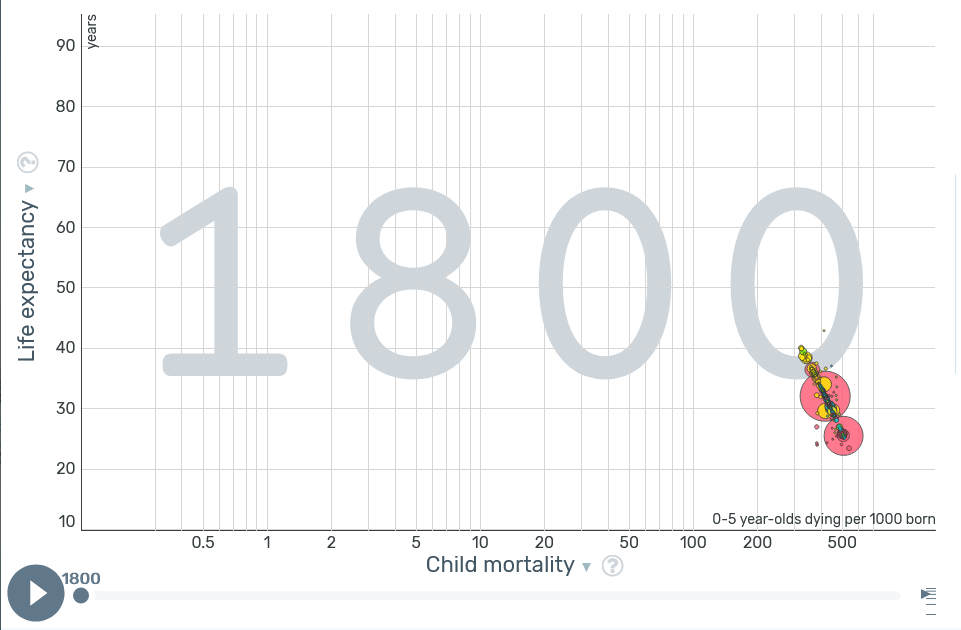 years
90
80
70
60
50
40
30
20
10
Life expectancy ▼
?
1800
0-5 year-olds dying per 1000 born
0.5 1 2 5 10 20 50 100 200 500
Child mortality ▼ ?
1800